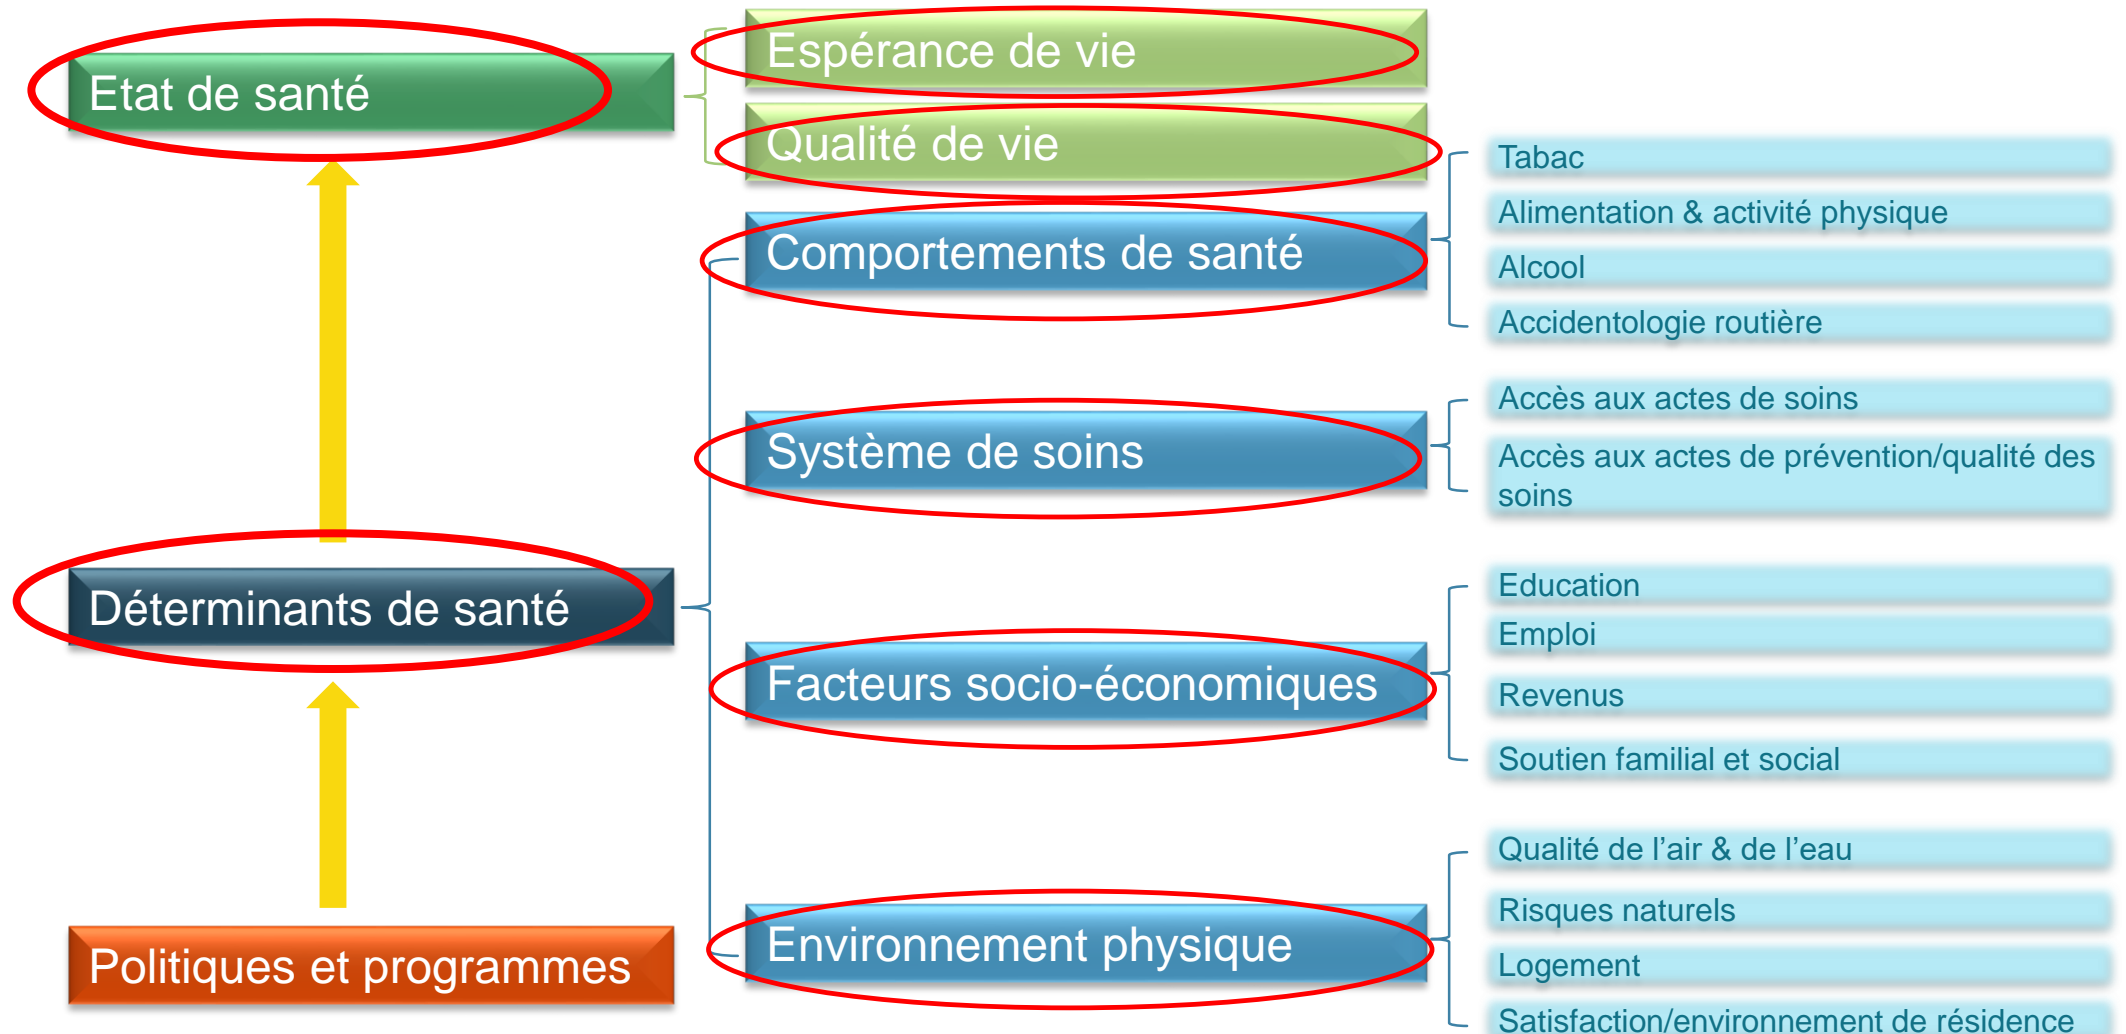 Etat de santé
Espérance de vie
Qualité de vie
Déterminants de santé
Comportements de santé
Tabac
Alimentation & activité physique
Alcool
Accidentologie routière
Système de soins
Accès aux actes de soins
Accès aux actes de prévention/qualité des
soins
Facteurs socio-économiques
Education
Emploi
Revenus
Soutien familial et social
Environnement physique
Qualité de l’air & de l’eau
Risques naturels
Logement
Satisfaction/environnement de résidence
Politiques et programmes